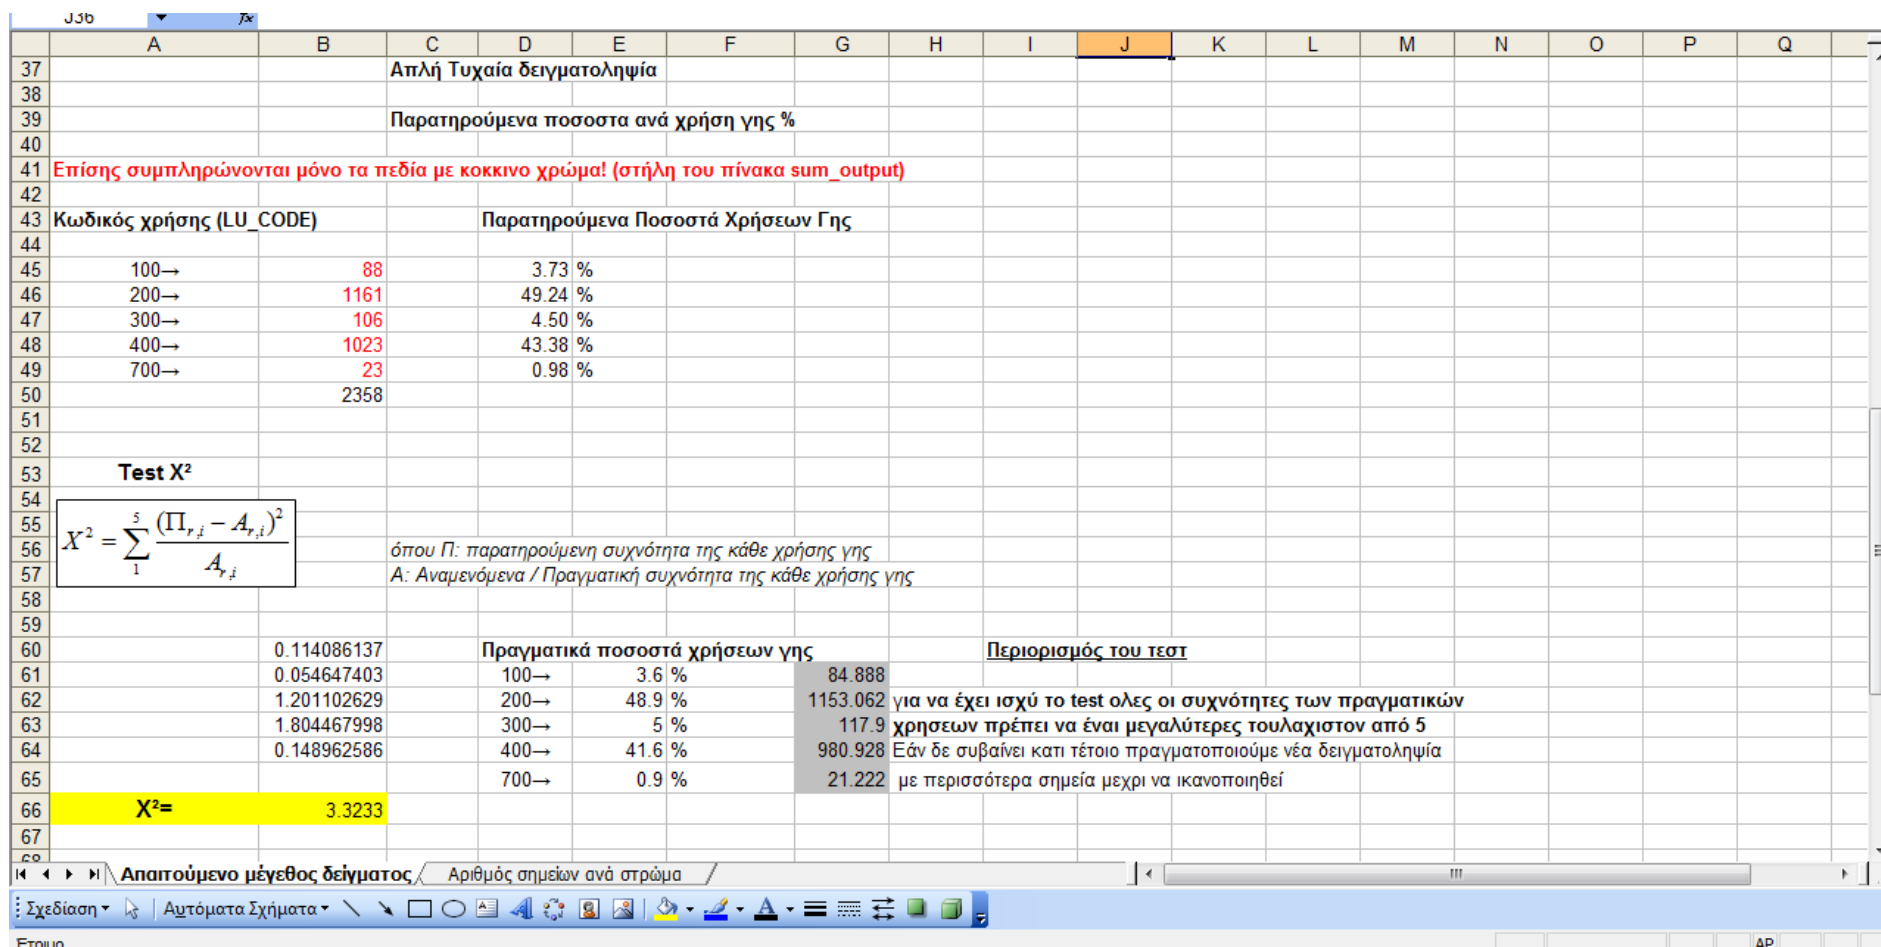 J36 fx
A B C D E F G H I J K L M N O P Q
37 Απλή Τυχαία δειγματοληψία
38
39 Παρατηρούμενα ποσοστα ανά χρήση γης %
40
41 Επίσης συμπληρώνονται μόνο τα πεδία με κοκκινο χρώμα! (στήλη του πίνακα sum_output)
42
43 Κωδικός χρήσης (LU_CODE) Παρατηρούμενα Ποσοστά Χρήσεων Γης
44
45 100→ 88 3.73 %
46 200→ 1161 49.24 %
47 300→ 106 4.50 %
48 400→ 1023 43.38 %
49 700→ 23 0.98 %
50 2358
51
52
53 Test X²
54
55 X² = ∑ 5 1 (Π r,i − A r,i)² / A r,i
56 όπου Π: παρατηρούμενη συχνότητα της κάθε χρήσης γης
57 Α: Αναμενόμενα / Πραγματική συχνότητα της κάθε χρήσης γης
58
59
60 0.114086137 Πραγματικά ποσοστά χρήσεων γης Περιορισμός του τεστ
61 0.054647403 100→ 3.6 % 84.888
62 1.201102629 200→ 48.9 % 1153.062 για να έχει ισχύ το test ολες οι συχνότητες των πραγματικών
63 1.804467998 300→ 5 % 117.9 χρησεων πρέπει να έναι μεγαλύτερες τουλαχιστον από 5
64 0.148962586 400→ 41.6 % 980.928 Εάν δε συβαίνει κατι τέτοιο πραγματοποιούμε νέα δειγματοληψία
65 700→ 0.9 % 21.222 με περισσότερα σημεία μεχρι να ικανοποιηθεί
66 X²= 3.3233
67
68
Απαιτούμενο μέγεθος δείγματος Αριθμός σημείων ανά στρώμα
Σχεδίαση Αυτόματα Σχήματα
Έτοιμο AP